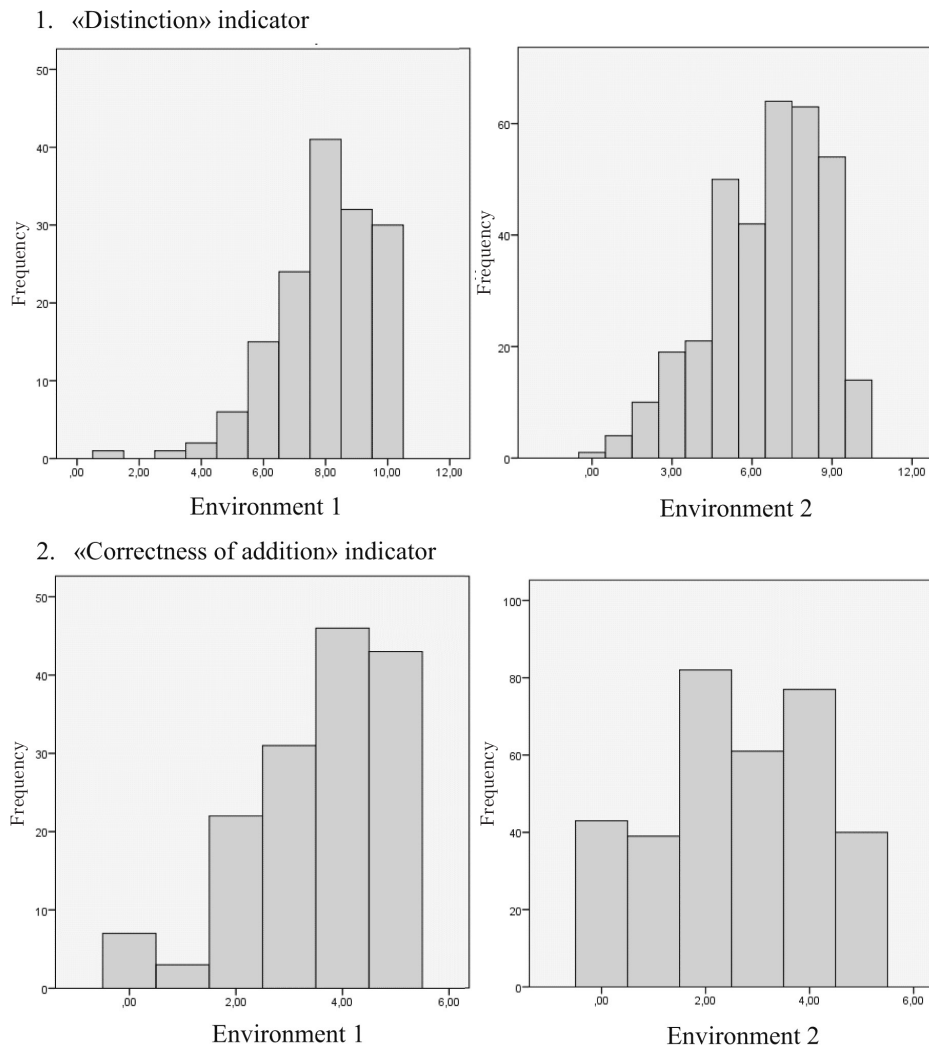 1. «Distinction» indicator
Frequency
50
40
30
20
10
0
,00 2,00 4,00 6,00 8,00 10,00 12,00
Environment 1
Frequency
60
40
20
0
,00 3,00 6,00 9,00 12,00
Environment 2
2. «Correctness of addition» indicator
Frequency
50
40
30
20
10
0
,00 2,00 4,00 6,00
Environment 1
Frequency
100
80
60
40
20
0
,00 2,00 4,00 6,00
Environment 2